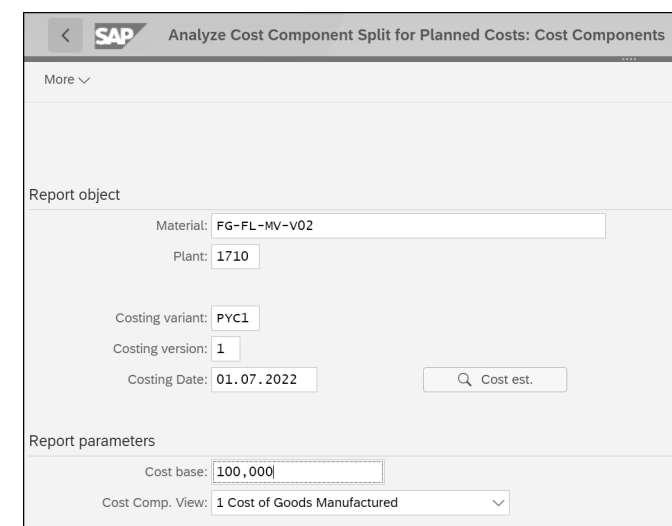 SAP Analyze Cost Component Split for Planned Costs: Cost Components
More
Report object
Material: FG-FL-MV-V02
Plant: 1710
Costing variant: PYC1
Costing version: 1
Costing Date: 01.07.2022 Cost est.
Report parameters
Cost base: 100,000
Cost Comp. View: 1 Cost of Goods Manufactured